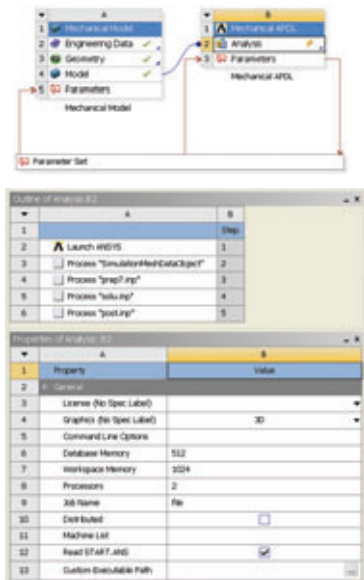 A
1 Mechanical Model
2 Engineering Data
3 Geometry
4 Model
5 Parameters
Mechanical Model
B
1 Mechanical APDL
2 Analysis
3 Parameters
Mechanical APDL
Parameter Set
Outline of Analysis B2
A B
1 Step
2 Launch ANSYS 1
3 Process "SimulationMeshDataObject" 2
4 Process "prep7.inp" 3
5 Process "solu.inp" 4
6 Process "post.inp" 5
Properties of Analysis B2
A B
1 Property Value
2 General
3 License (No Spec Label)
4 Graphics (No Spec Label) 3D
5 Command Line Options
6 Database Memory 512
7 Workspace Memory 1024
8 Processors 2
9 Job Name file
10 Distributed
11 Machine List
12 Read START.ANS
13 Custom Executable Path ...